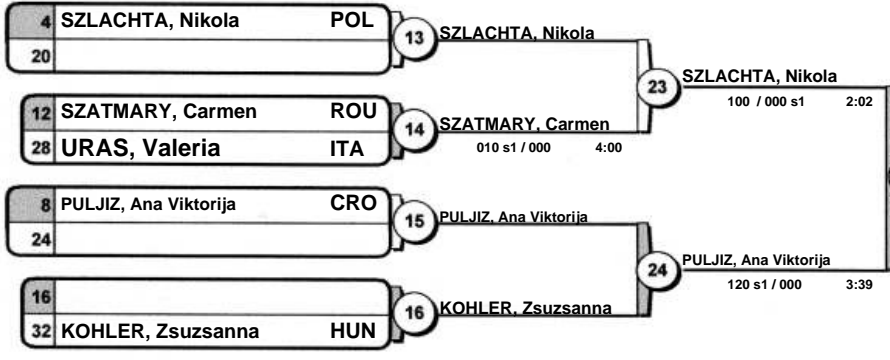 4 SZLACHTA, Nikola POL
20
13
SZLACHTA, Nikola
12 SZATMARY, Carmen ROU
28 URAS, Valeria ITA
14
SZATMARY, Carmen
010 s1 / 000 4:00
23
SZLACHTA, Nikola
100 / 000 s1 2:02
8 PULJIZ, Ana Viktorija CRO
24
15
PULJIZ, Ana Viktorija
16
32 KOHLER, Zsuzsanna HUN
16
KOHLER, Zsuzsanna
24
PULJIZ, Ana Viktorija
120 s1 / 000 3:39